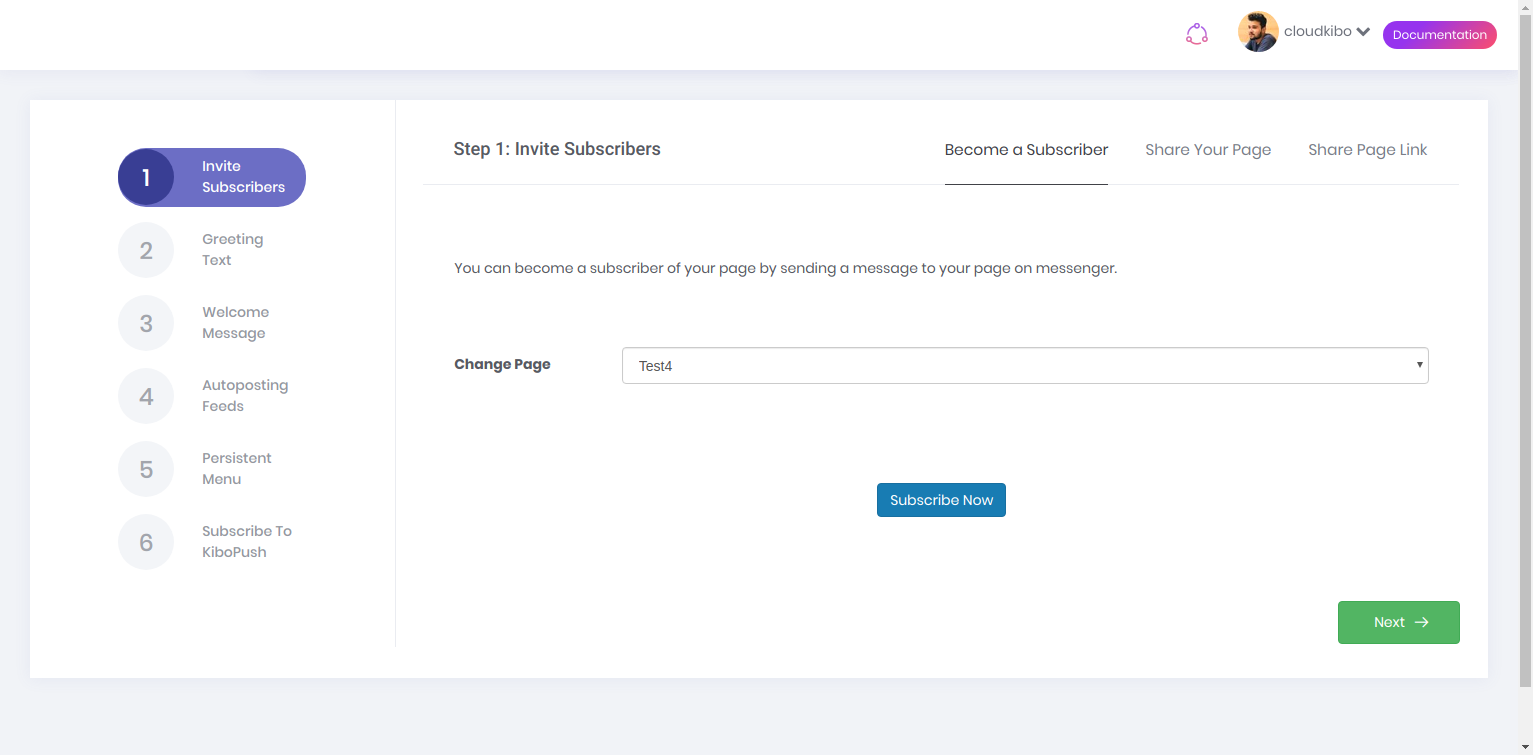 cloudkibo
Documentation
1
Invite
Subscribers
2
Greeting
Text
3
Welcome
Message
4
Autoposting
Feeds
5
Persistent
Menu
6
Subscribe To
KiboPush
Step 1: Invite Subscribers
Become a Subscriber
Share Your Page
Share Page Link
You can become a subscriber of your page by sending a message to your page on messenger.
Change Page
Test4
Subscribe Now
Next